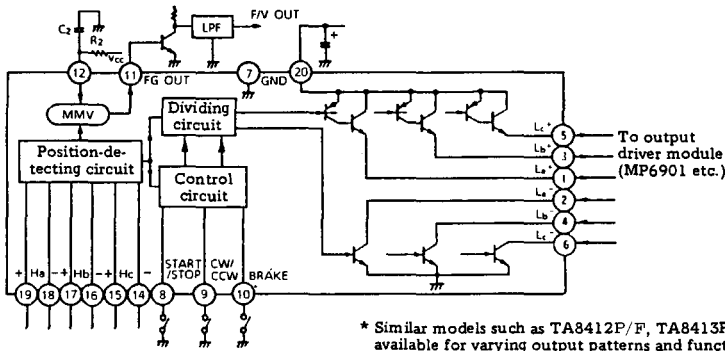 C₂
R₂
Vcc
F/V OUT
LPF
+
12
11
FG OUT
7
GND
20
MMV
Dividing
circuit
Position-de-
tecting circuit
Control
circuit
Lc+
5
Lb+
3
La+
1
La-
2
Lb-
4
Lc-
6
To output
driver module
(MP6901 etc.)
+ Ha -+ Hb -+ Hc -
START
/STOP
CW/
CCW
BRAKE
19 18 17 16 15 14 8 9 10
* Similar models such as TA8412P/F, TA8413P
available for varying output patterns and funct